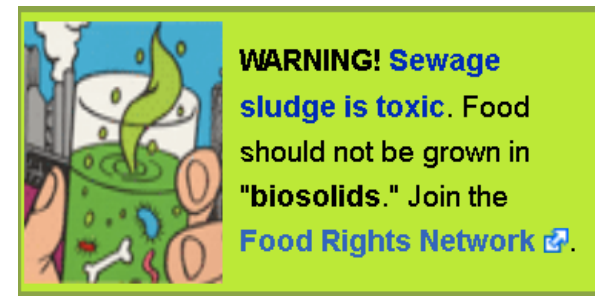 WARNING! Sewage
sludge is toxic. Food
should not be grown in
"biosolids." Join the
Food Rights Network.